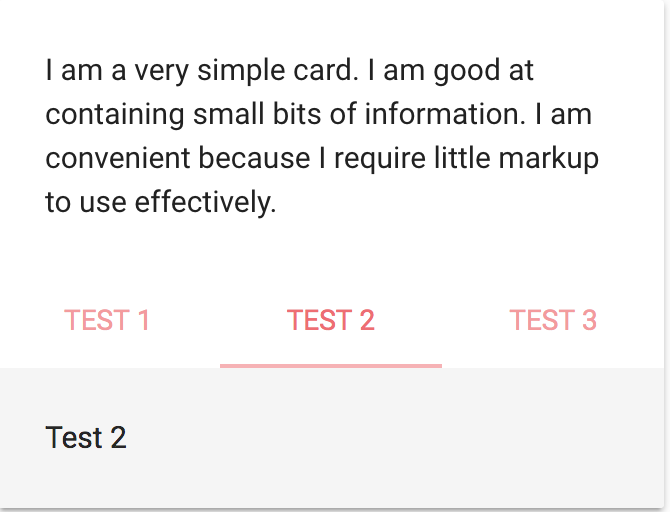 I am a very simple card. I am good at
containing small bits of information. I am
convenient because I require little markup
to use effectively.
TEST 1 TEST 2 TEST 3
Test 2